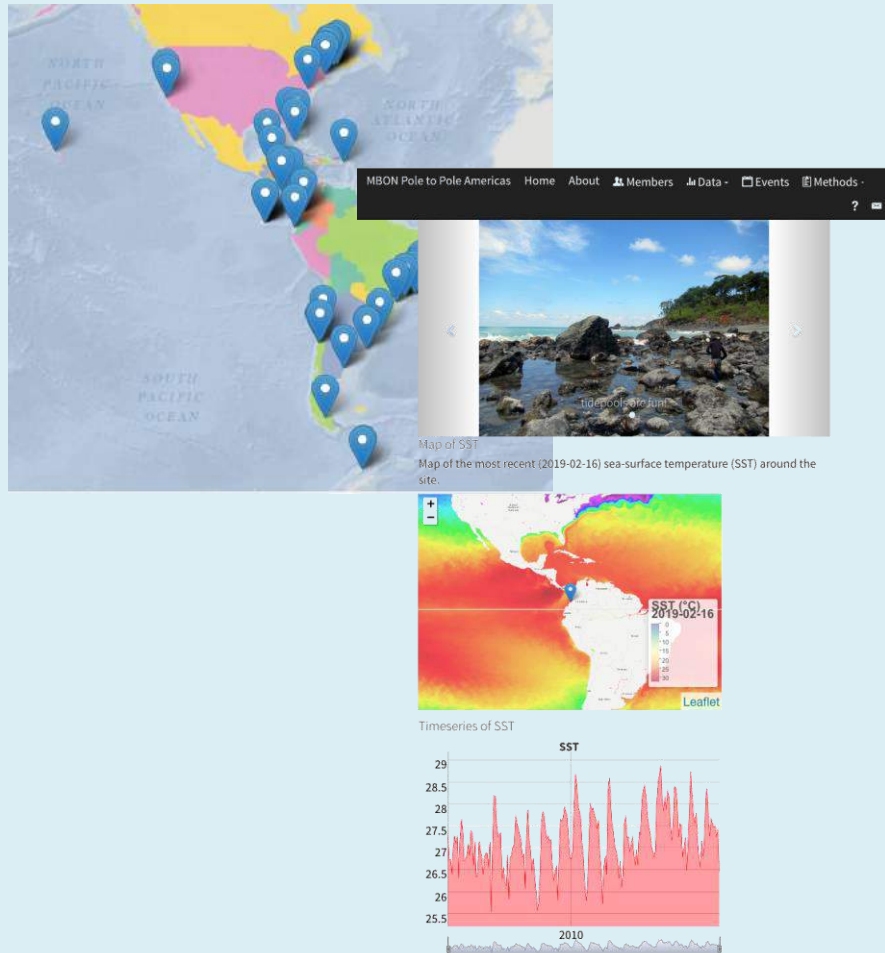 NORTH
PACIFIC
OCEAN
NORTH
ATLANTIC
OCEAN
SOUTH
PACIFIC
OCEAN
MBON Pole to Pole Americas Home About Members Data - Events Methods -
?
tidepools are fun!
Map of SST
Map of the most recent (2019-02-16) sea-surface temperature (SST) around the
site.
+
−
SST (°C)
2019-02-16
0
5
10
15
20
25
30
Leaflet
Timeseries of SST
SST
29
28.5
28
27.5
27
26.5
26
25.5
2010